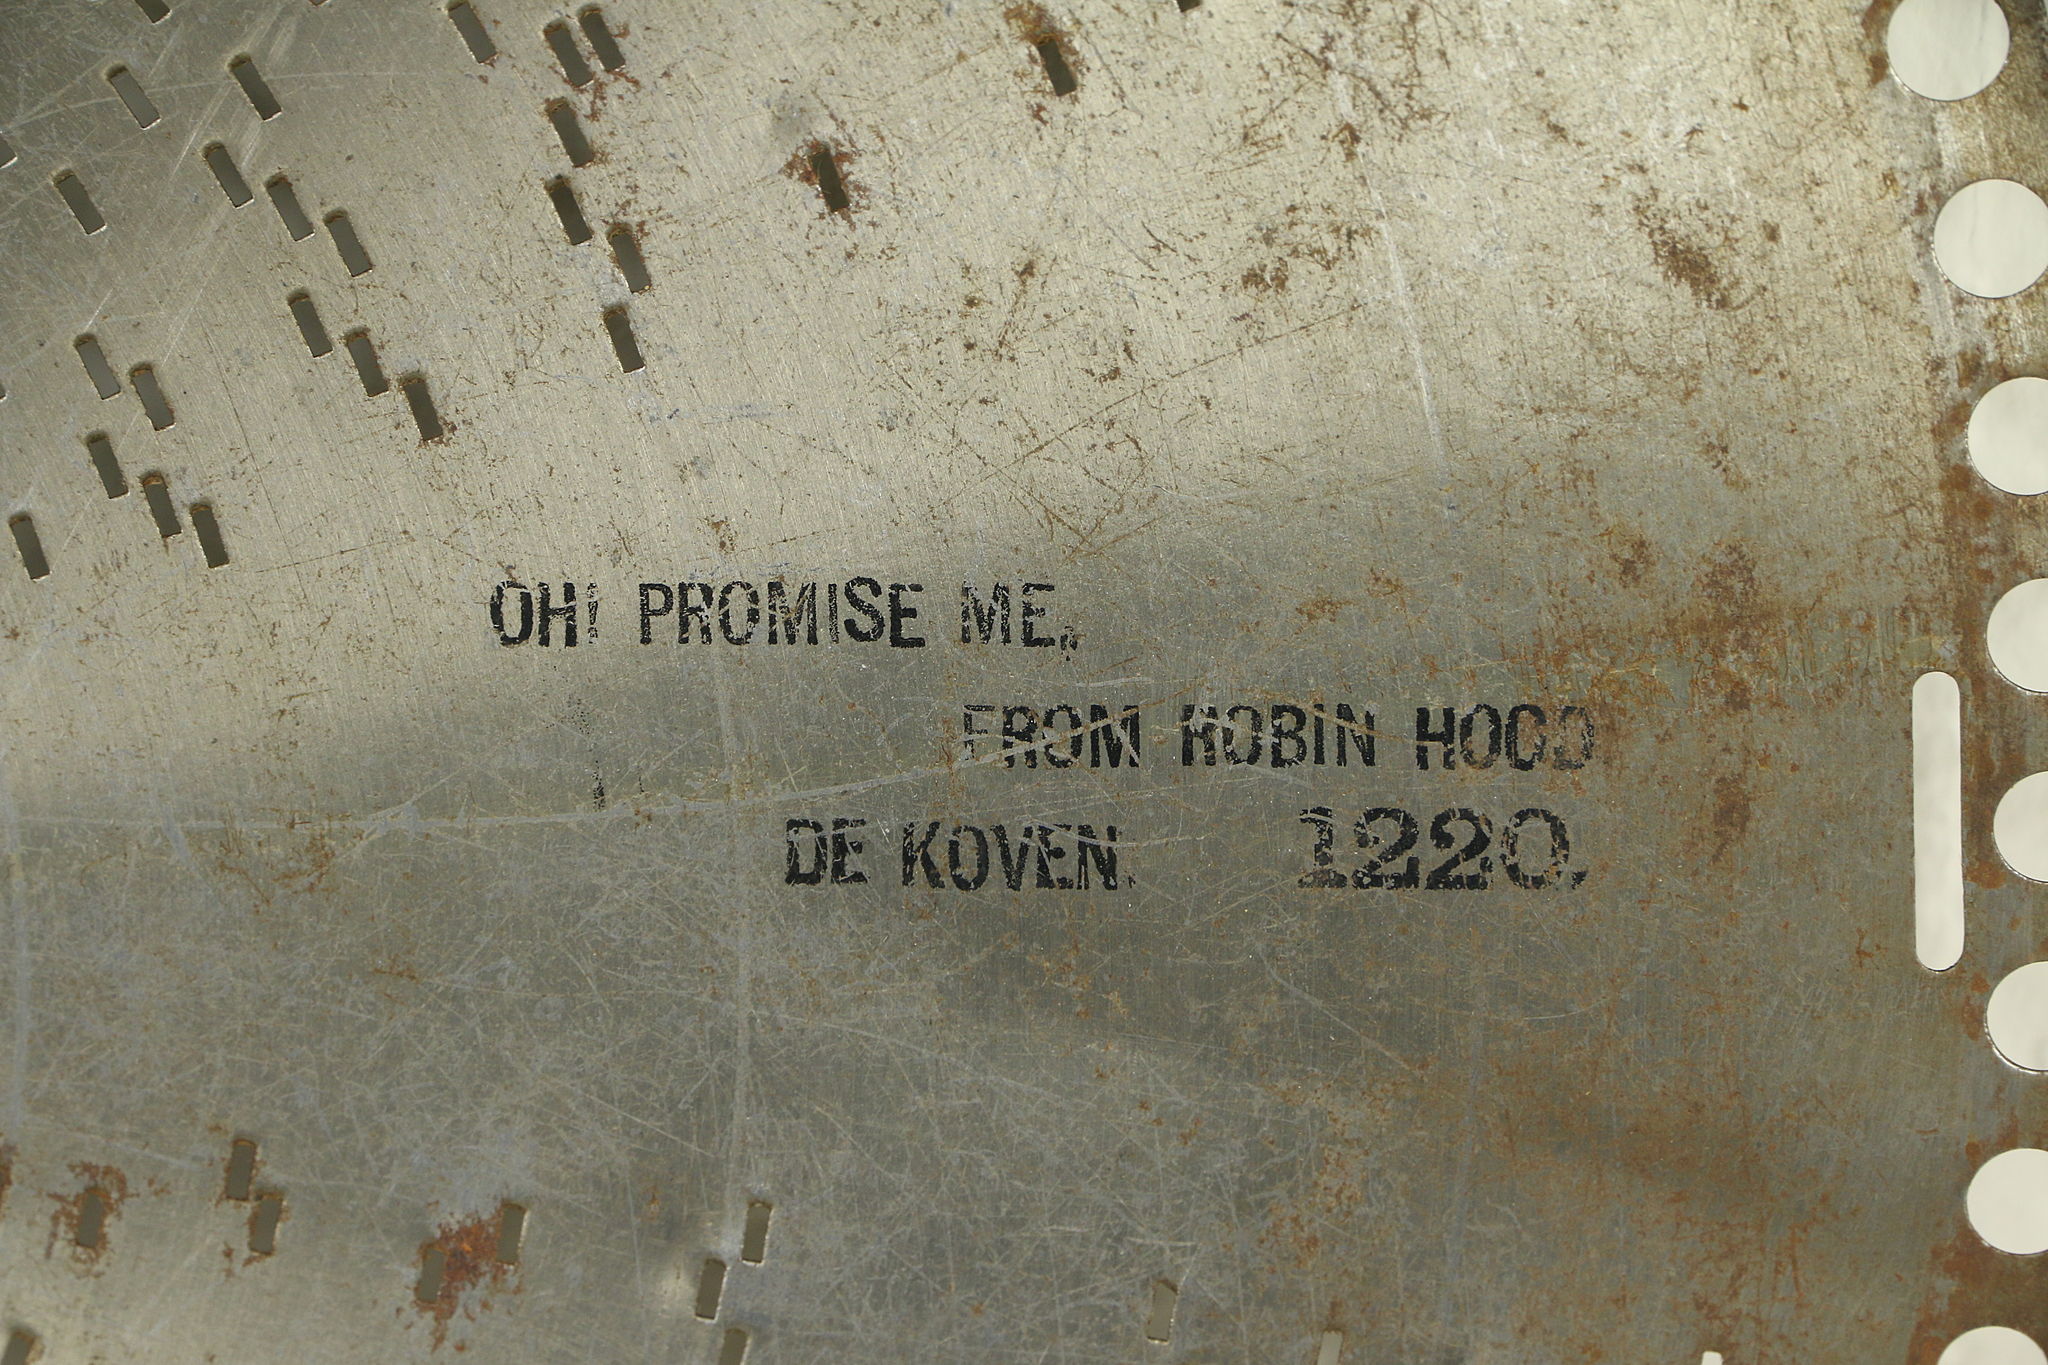 OH! PROMISE ME,
FROM ROBIN HOOD
DE KOVEN. 1220.